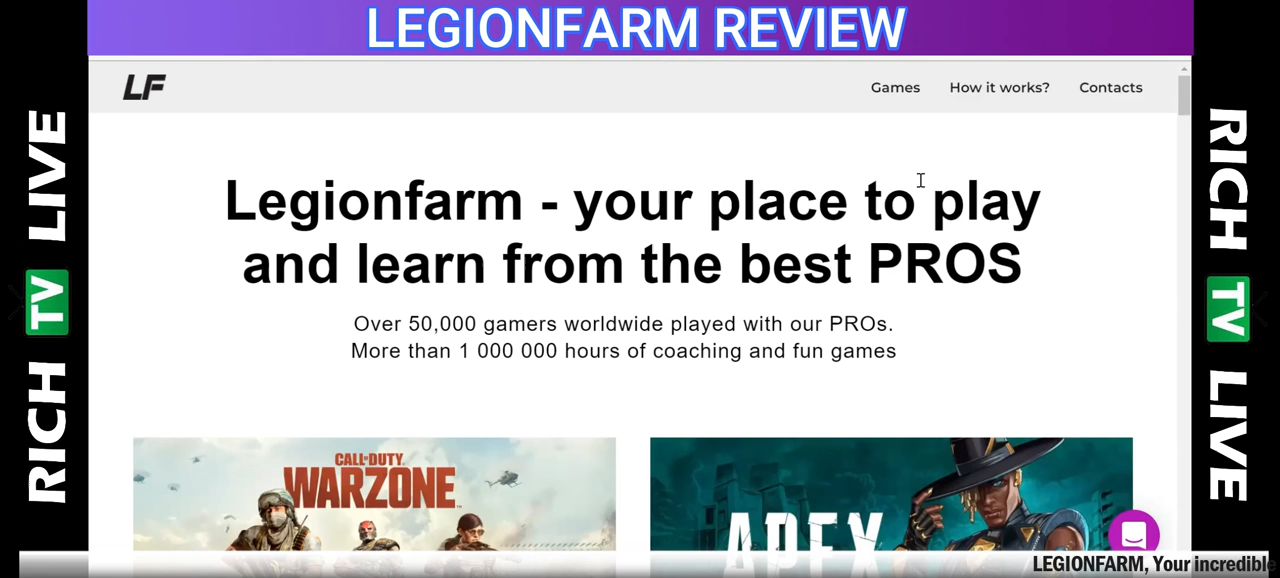 LEGIONFARM REVIEW
LF
Games
How it works?
Contacts
Legionfarm - your place to play
and learn from the best PROS
Over 50,000 gamers worldwide played with our PROs.
More than 1 000 000 hours of coaching and fun games
CALL OF DUTY
WARZONE
APEX
RICH TV LIVE
RICH TV LIVE
LEGIONFARM, Your incredible